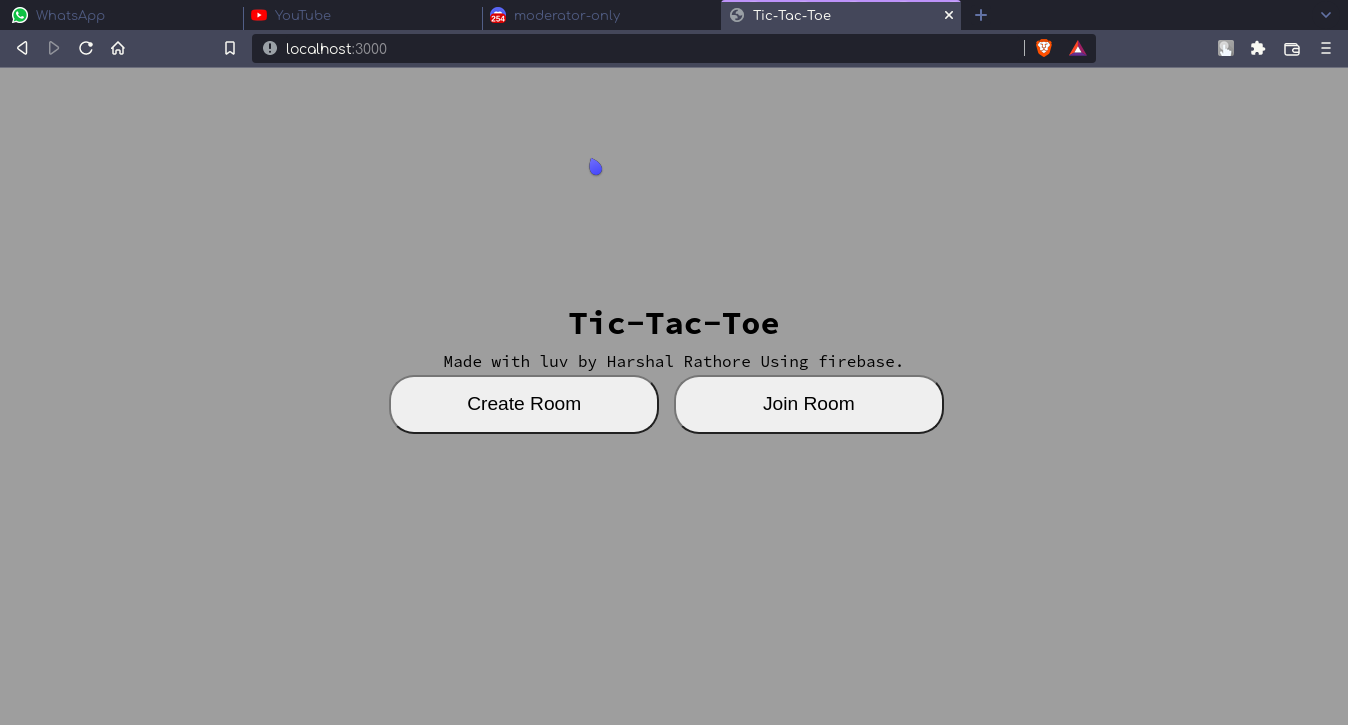 WhatsApp
YouTube
254
moderator-only
Tic-Tac-Toe
localhost:3000
Tic-Tac-Toe
Made with luv by Harshal Rathore Using firebase.
Create Room
Join Room